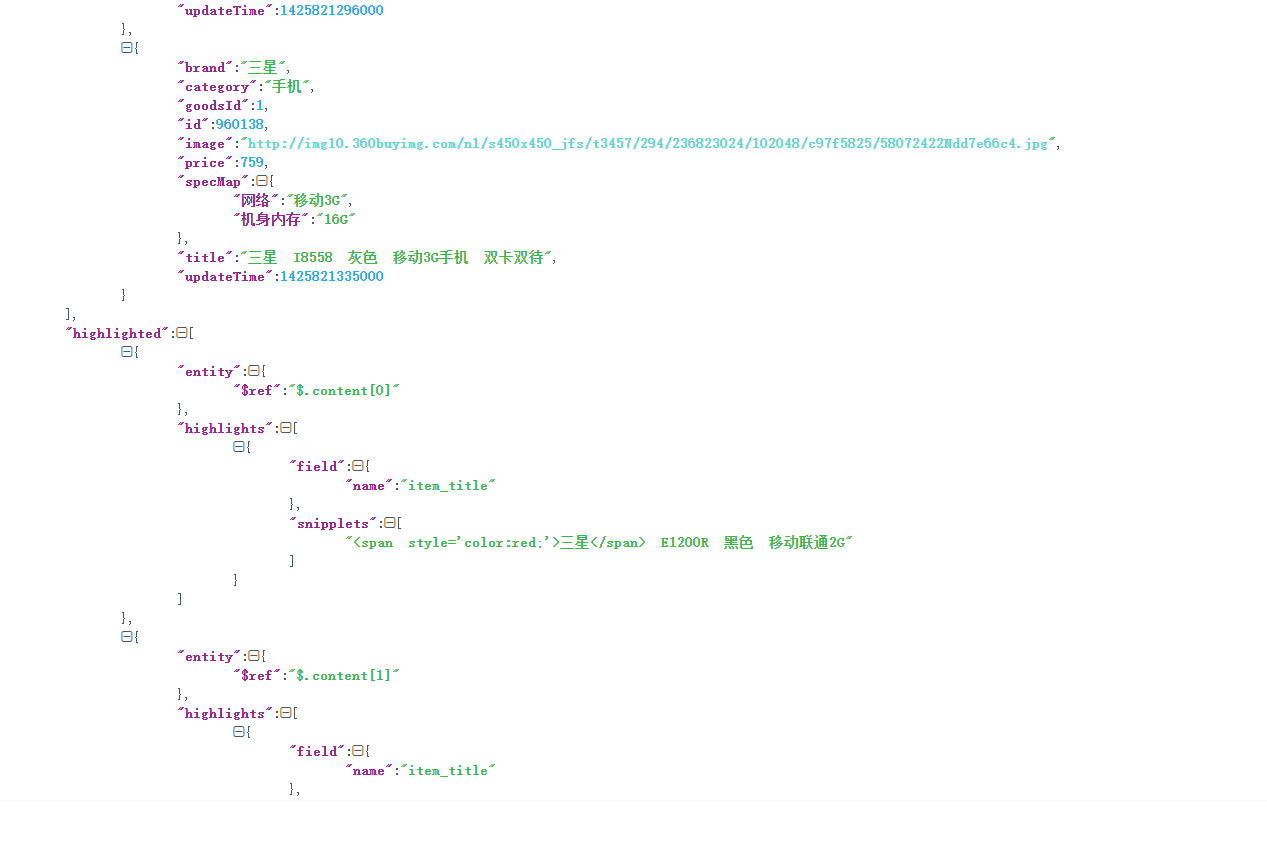 "updateTime":1425821296000
},
{
"brand":"三星",
"category":"手机",
"goodsId":1,
"id":960138,
"image":"http://img10.360buyimg.com/n1/s450x450_jfs/t3457/294/236823024/102048/c97f5825/58072422Ndd7e66c4.jpg",
"price":759,
"specMap":{
"网络":"移动3G",
"机身内存":"16G"
},
"title":"三星 I8558 灰色 移动3G手机 双卡双待",
"updateTime":1425821335000
}
],
"highlighted":[
{
"entity":{
"$ref":"$.content[0]"
},
"highlights":[
{
"field":{
"name":"item_title"
},
"snipplets":[
"<span style='color:red;'>三星</span> E1200R 黑色 移动联通2G"
]
}
]
},
{
"entity":{
"$ref":"$.content[1]"
},
"highlights":[
{
"field":{
"name":"item_title"
},